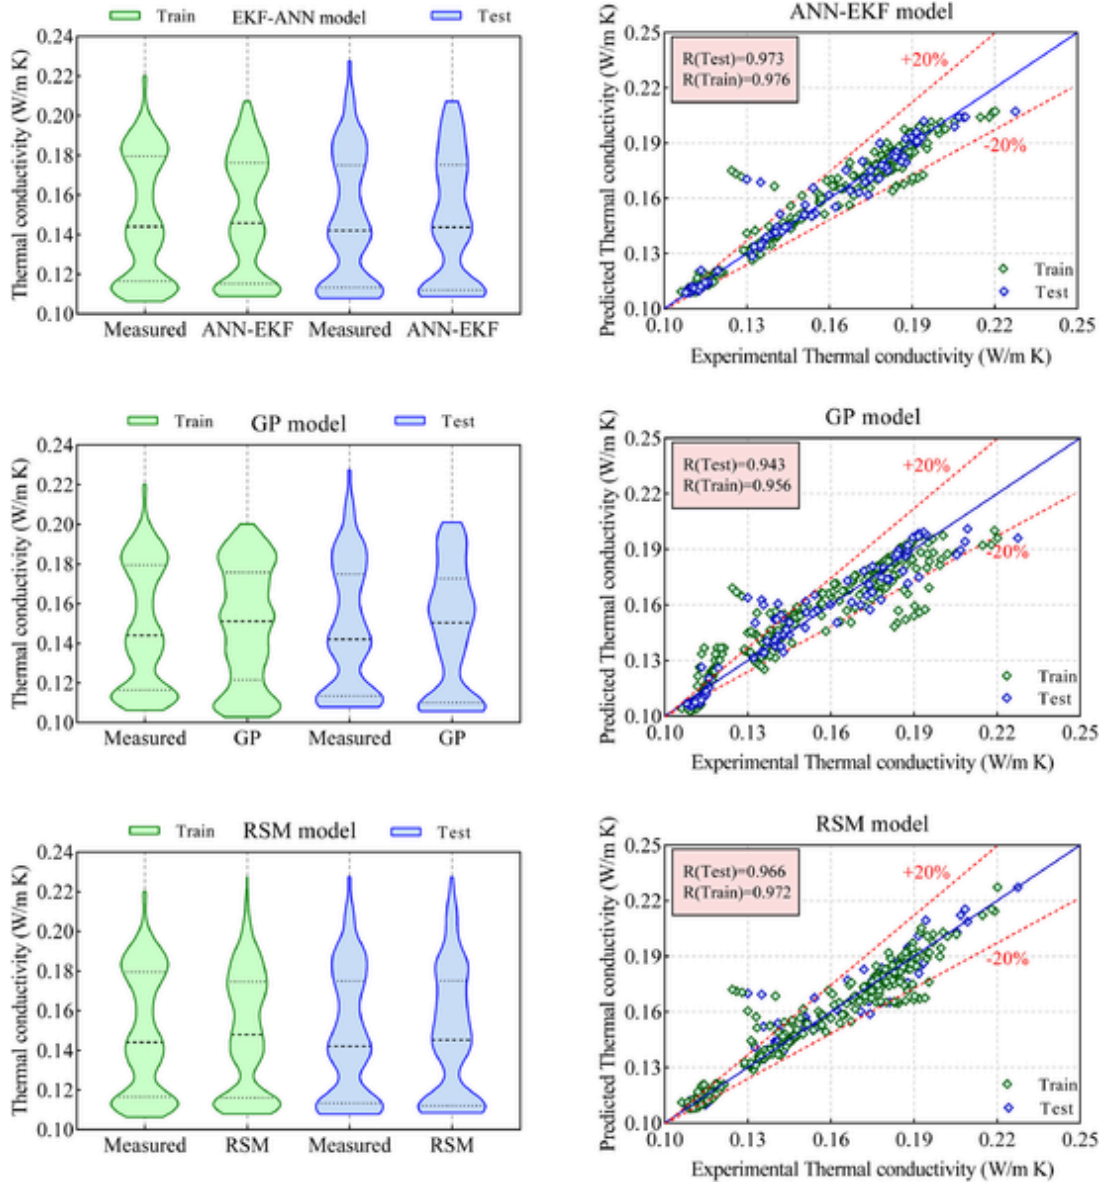 Train EKF-ANN model Test
Thermal conductivity (W/m K)
0.24
0.22
0.20
0.18
0.16
0.14
0.12
0.10
Measured ANN-EKF Measured ANN-EKF
ANN-EKF model
Predicted Thermal conductivity (W/m K)
0.25
0.22
0.19
0.16
0.13
0.10
R(Test)=0.973
R(Train)=0.976
+20%
-20%
Train
Test
0.10 0.13 0.16 0.19 0.22 0.25
Experimental Thermal conductivity (W/m K)
Train GP model Test
Thermal conductivity (W/m K)
0.24
0.22
0.20
0.18
0.16
0.14
0.12
0.10
Measured GP Measured GP
GP model
Predicted Thermal conductivity (W/m K)
0.25
0.22
0.19
0.16
0.13
0.10
R(Test)=0.943
R(Train)=0.956
+20%
-20%
Train
Test
0.10 0.13 0.16 0.19 0.22 0.25
Experimental Thermal conductivity (W/m K)
Train RSM model Test
Thermal conductivity (W/m K)
0.24
0.22
0.20
0.18
0.16
0.14
0.12
0.10
Measured RSM Measured RSM
RSM model
Predicted Thermal conductivity (W/m K)
0.25
0.22
0.19
0.16
0.13
0.10
R(Test)=0.966
R(Train)=0.972
+20%
-20%
Train
Test
0.10 0.13 0.16 0.19 0.22 0.25
Experimental Thermal conductivity (W/m K)